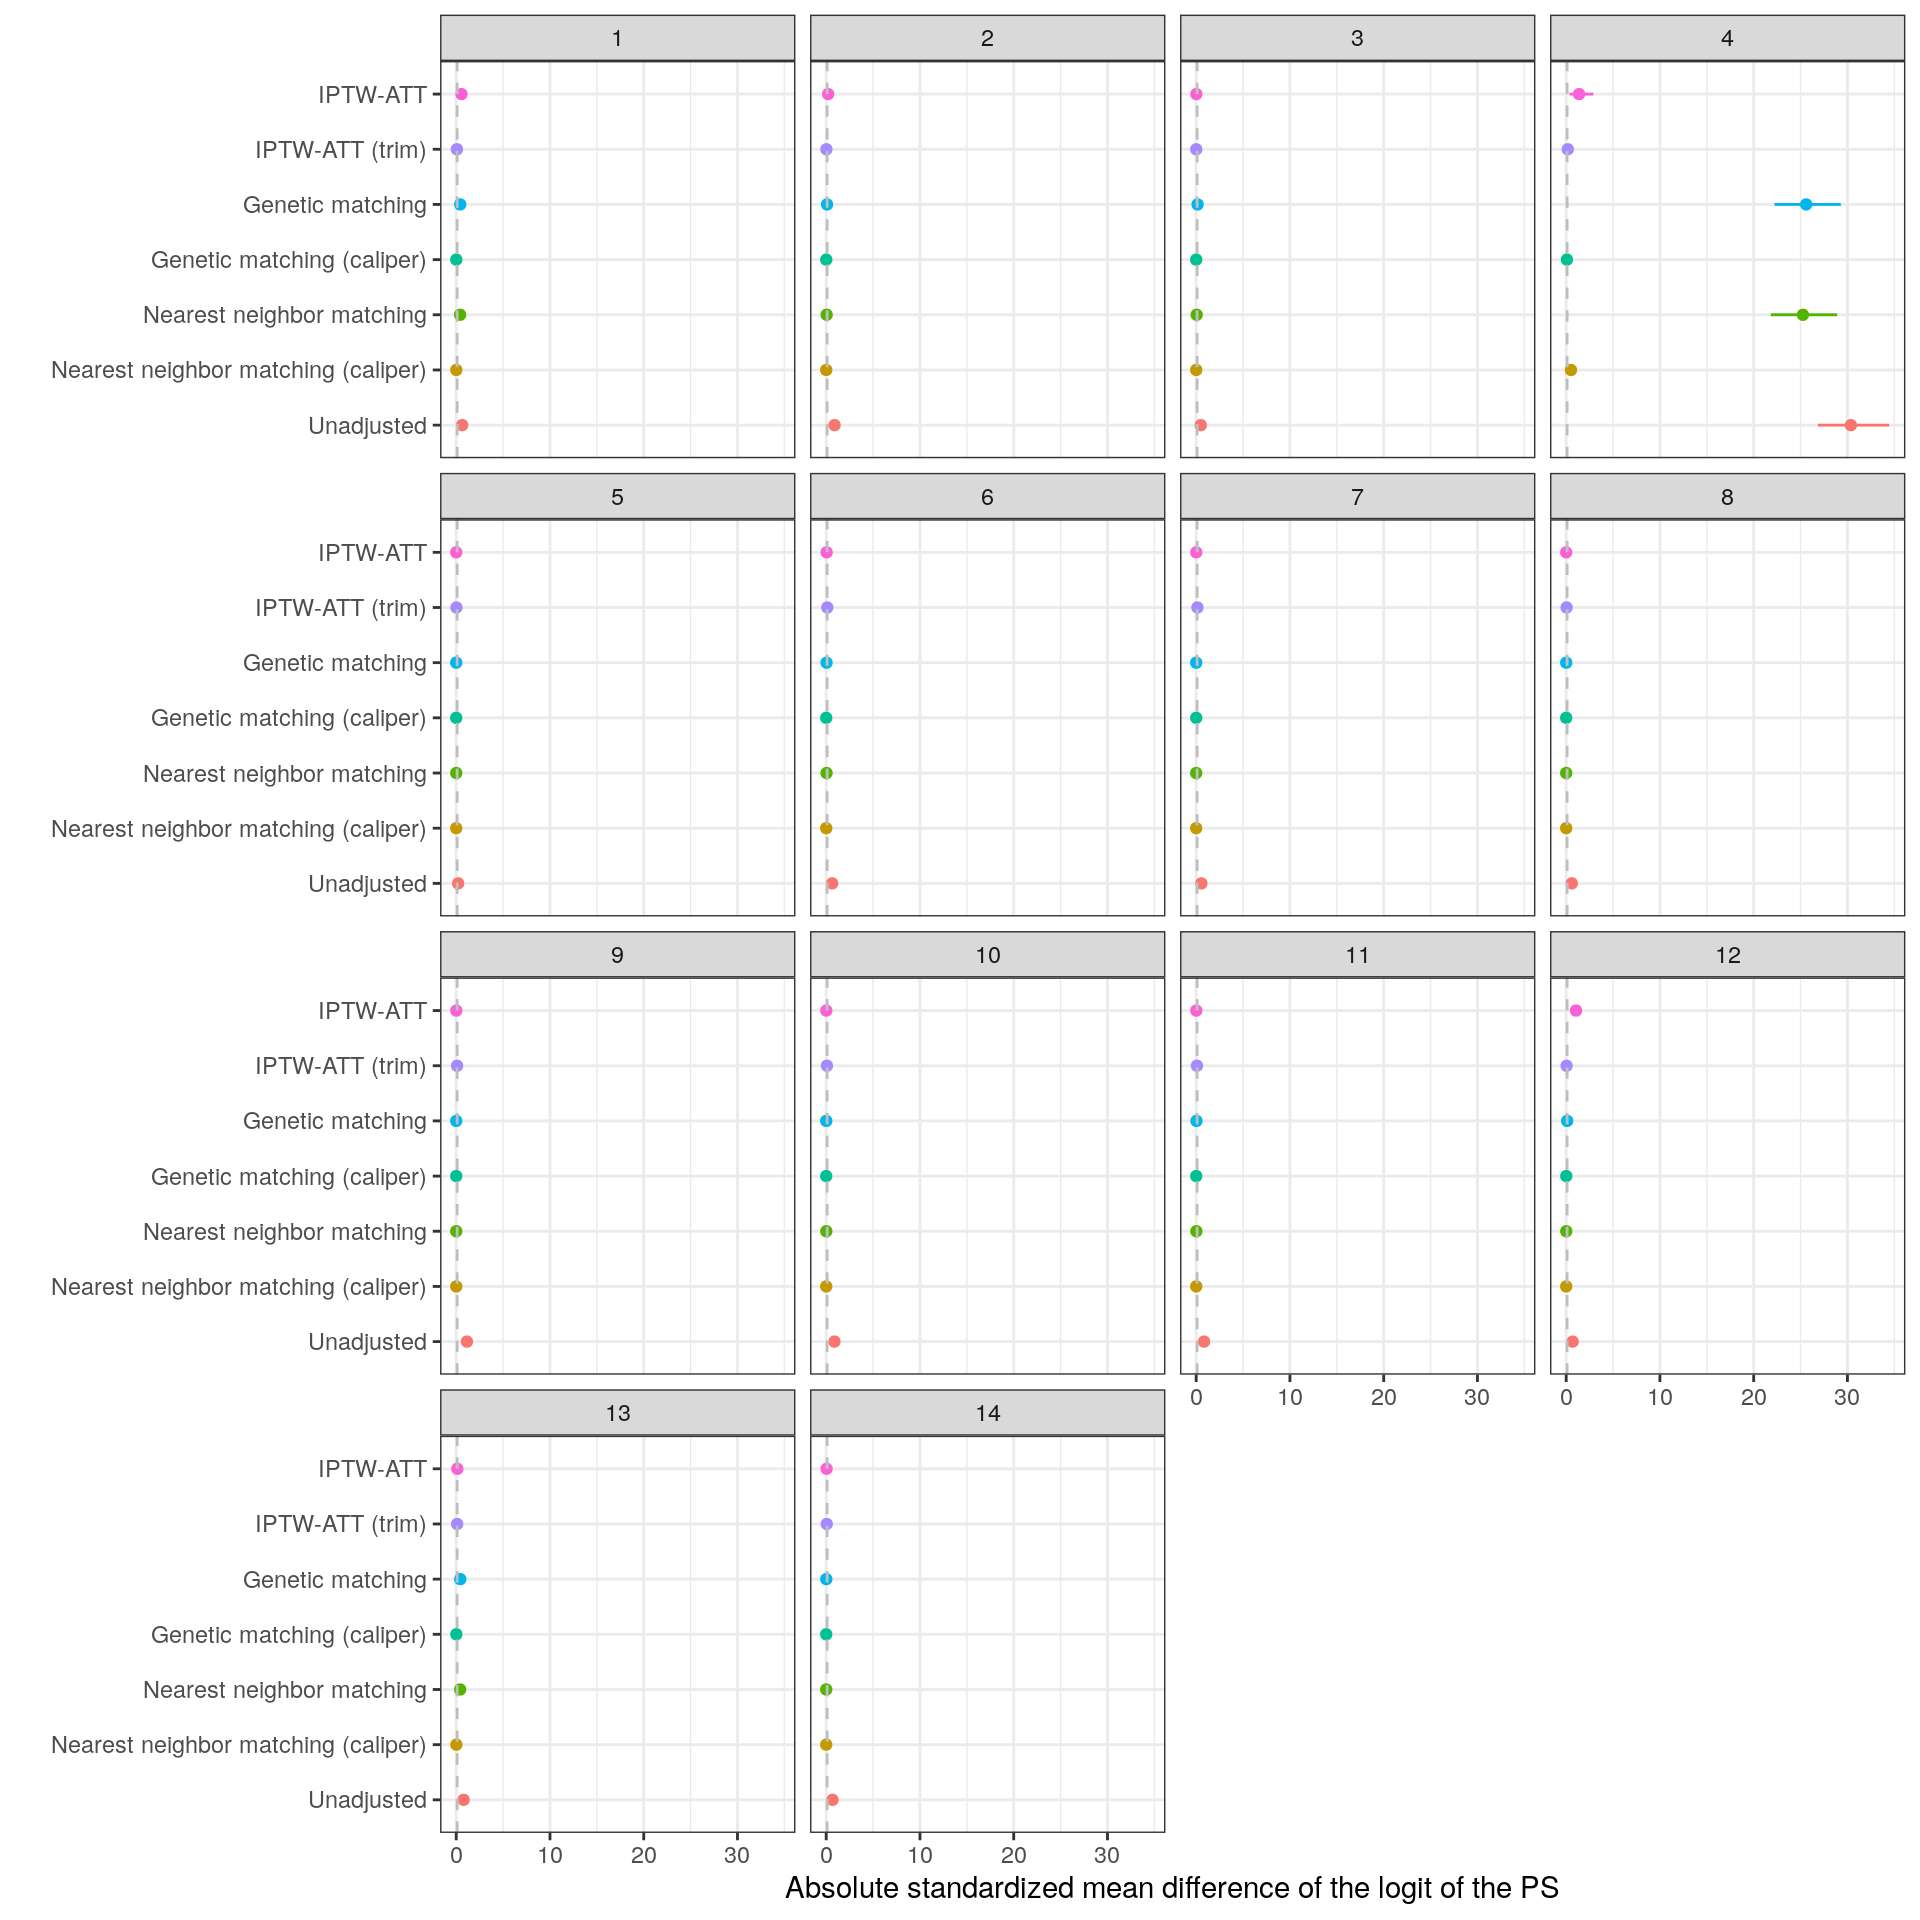 1 2 3 4
IPTW-ATT
IPTW-ATT (trim)
Genetic matching
Genetic matching (caliper)
Nearest neighbor matching
Nearest neighbor matching (caliper)
Unadjusted
5 6 7 8
IPTW-ATT
IPTW-ATT (trim)
Genetic matching
Genetic matching (caliper)
Nearest neighbor matching
Nearest neighbor matching (caliper)
Unadjusted
9 10 11 12
IPTW-ATT
IPTW-ATT (trim)
Genetic matching
Genetic matching (caliper)
Nearest neighbor matching
Nearest neighbor matching (caliper)
Unadjusted
0 10 20 30 0 10 20 30
13 14
IPTW-ATT
IPTW-ATT (trim)
Genetic matching
Genetic matching (caliper)
Nearest neighbor matching
Nearest neighbor matching (caliper)
Unadjusted
0 10 20 30 0 10 20 30
Absolute standardized mean difference of the logit of the PS